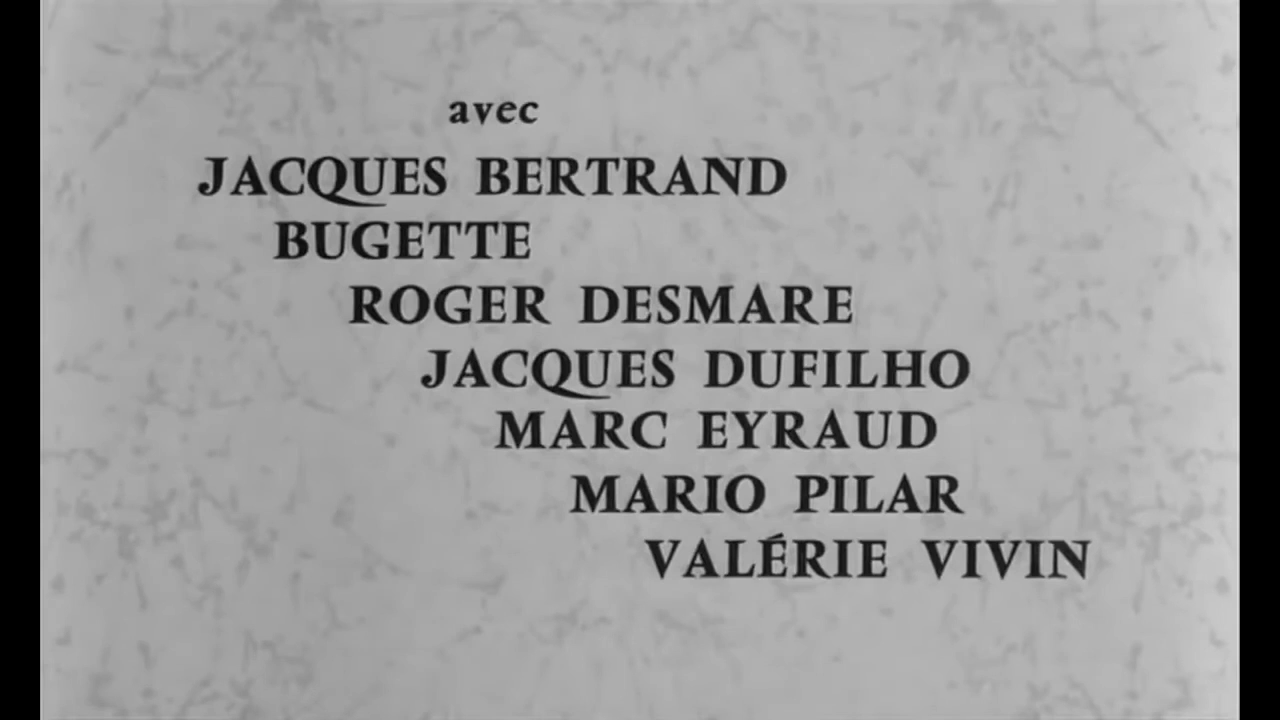 avec
JACQUES BERTRAND
BUGETTE
ROGER DESMARE
JACQUES DUFILHO
MARC EYRAUD
MARIO PILAR
VALÉRIE VIVIN